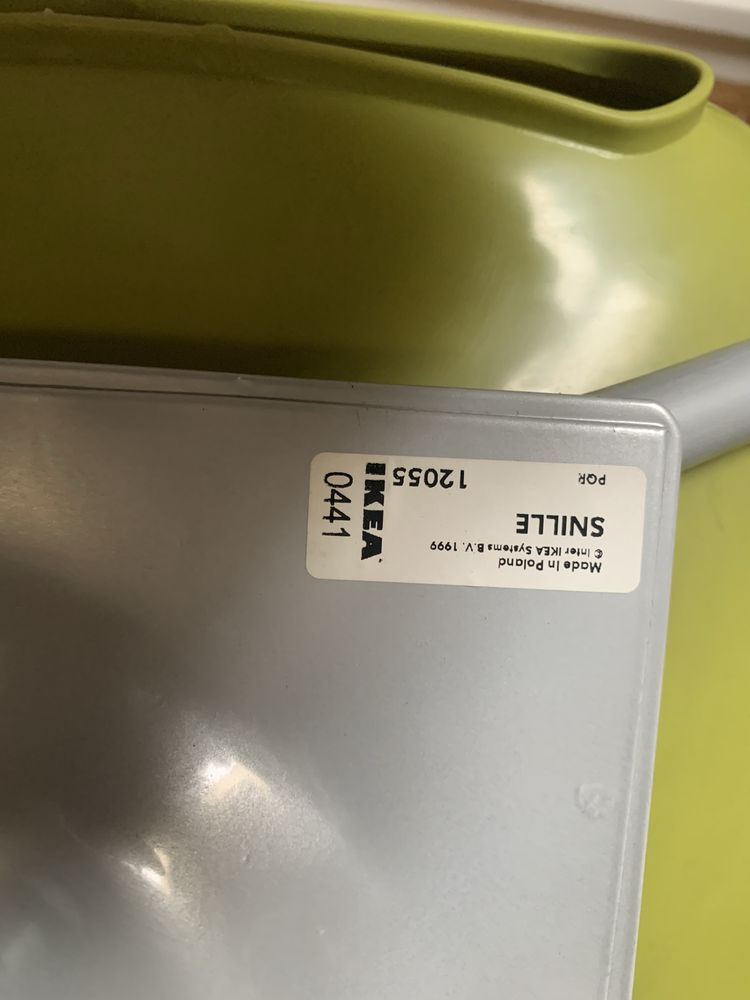 Made in Poland
© Inter IKEA Systems B.V. 1999
SNILLE
PQR
12055
IKEA
0441